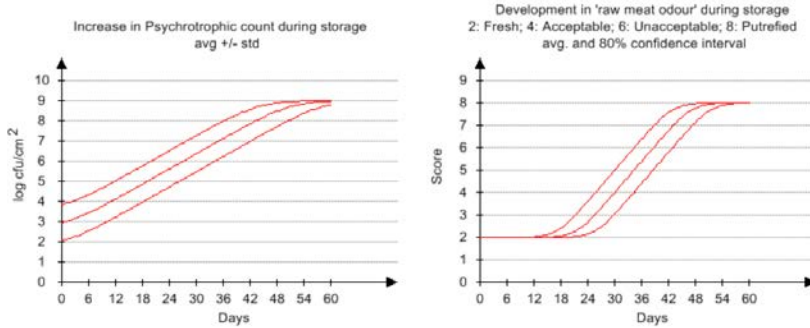 Increase in Psychrotrophic count during storage
avg +/- std
10
9
8
7
6
5
4
3
2
1
0
log cfu/cm²
0 6 12 18 24 30 36 42 48 54 60
Days
Development in 'raw meat odour' during storage
2: Fresh; 4: Acceptable; 6: Unacceptable; 8: Putrefied
avg. and 80% confidence interval
9
8
7
6
5
4
3
2
1
0
Score
0 6 12 18 24 30 36 42 48 54 60
Days